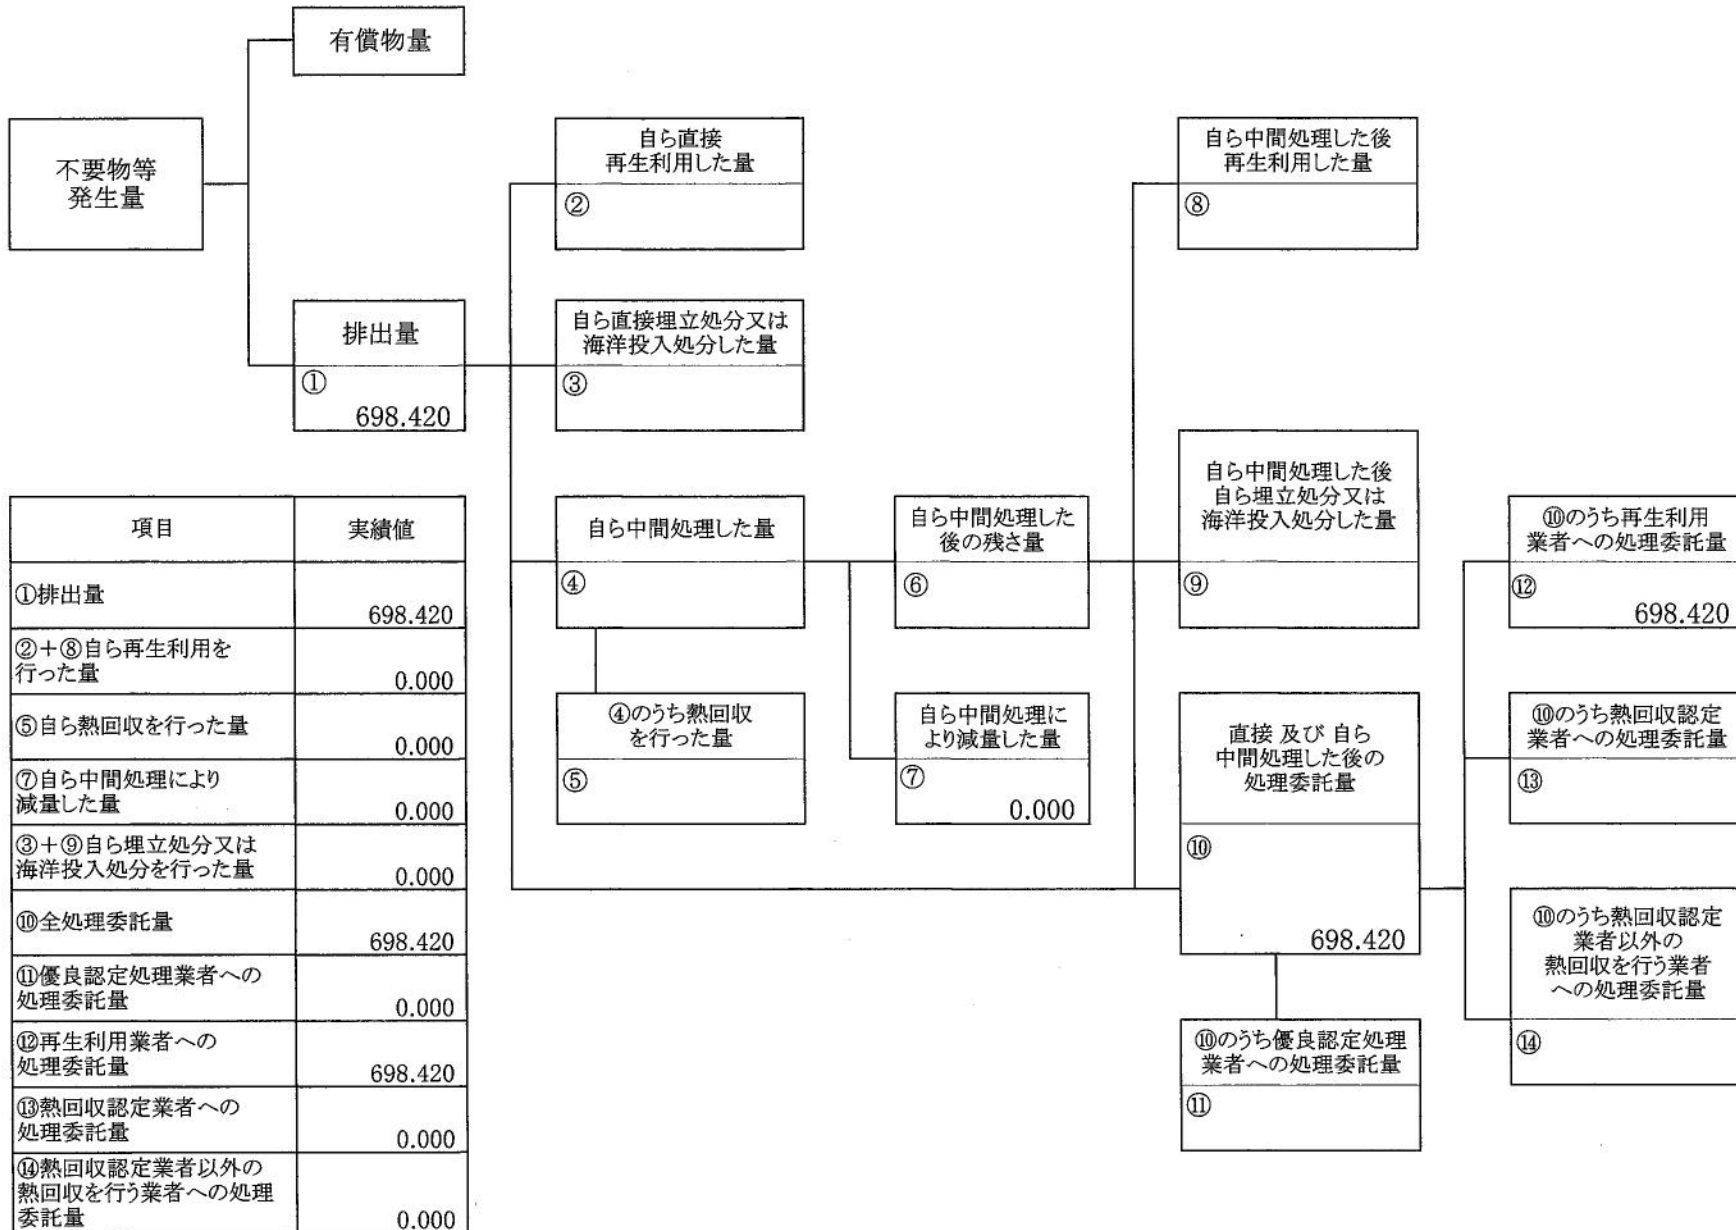 有償物量
不要物等
発生量
排出量
①
698.420
自ら直接
再生利用した量
②
自ら直接埋立処分又は
海洋投入処分した量
③
自ら中間処理した量
④
④のうち熱回収
を行った量
⑤
自ら中間処理した
後の残さ量
⑥
自ら中間処理に
より減量した量
⑦
0.000
自ら中間処理した後
再生利用した量
⑧
自ら中間処理した後
自ら埋立処分又は
海洋投入処分した量
⑨
直接 及び 自ら
中間処理した後の
処理委託量
⑩
698.420
⑩のうち優良認定処理
業者への処理委託量
⑪
⑩のうち再生利用
業者への処理委託量
⑫
698.420
⑩のうち熱回収認定
業者への処理委託量
⑬
⑩のうち熱回収認定
業者以外の
熱回収を行う業者
への処理委託量
⑭
項目 実績値
①排出量 698.420
②+⑧自ら再生利用を
行った量 0.000
⑤自ら熱回収を行った量 0.000
⑦自ら中間処理により
減量した量 0.000
③+⑨自ら埋立処分又は
海洋投入処分を行った量 0.000
⑩全処理委託量 698.420
⑪優良認定処理業者への
処理委託量 0.000
⑫再生利用業者への
処理委託量 698.420
⑬熱回収認定業者への
処理委託量 0.000
⑭熱回収認定業者以外の
熱回収を行う業者への処理
委託量 0.000